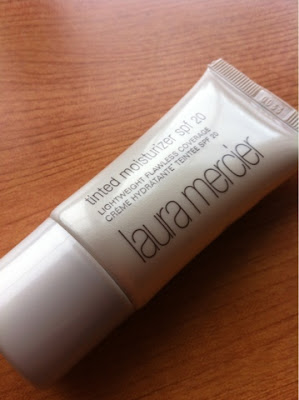 tinted moisturizer spf 20
LIGHTWEIGHT FLAWLESS COVERAGE
CRÈME HYDRATANTE TEINTÉE SPF 20
laura mercier